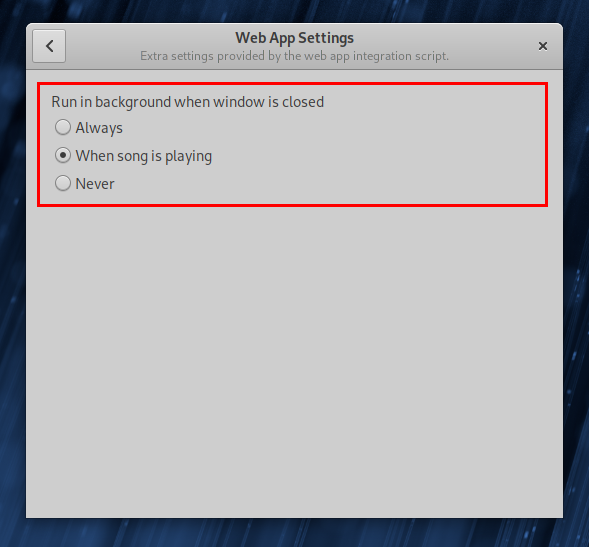 Web App Settings
Extra settings provided by the web app integration script.
Run in background when window is closed
Always
When song is playing
Never